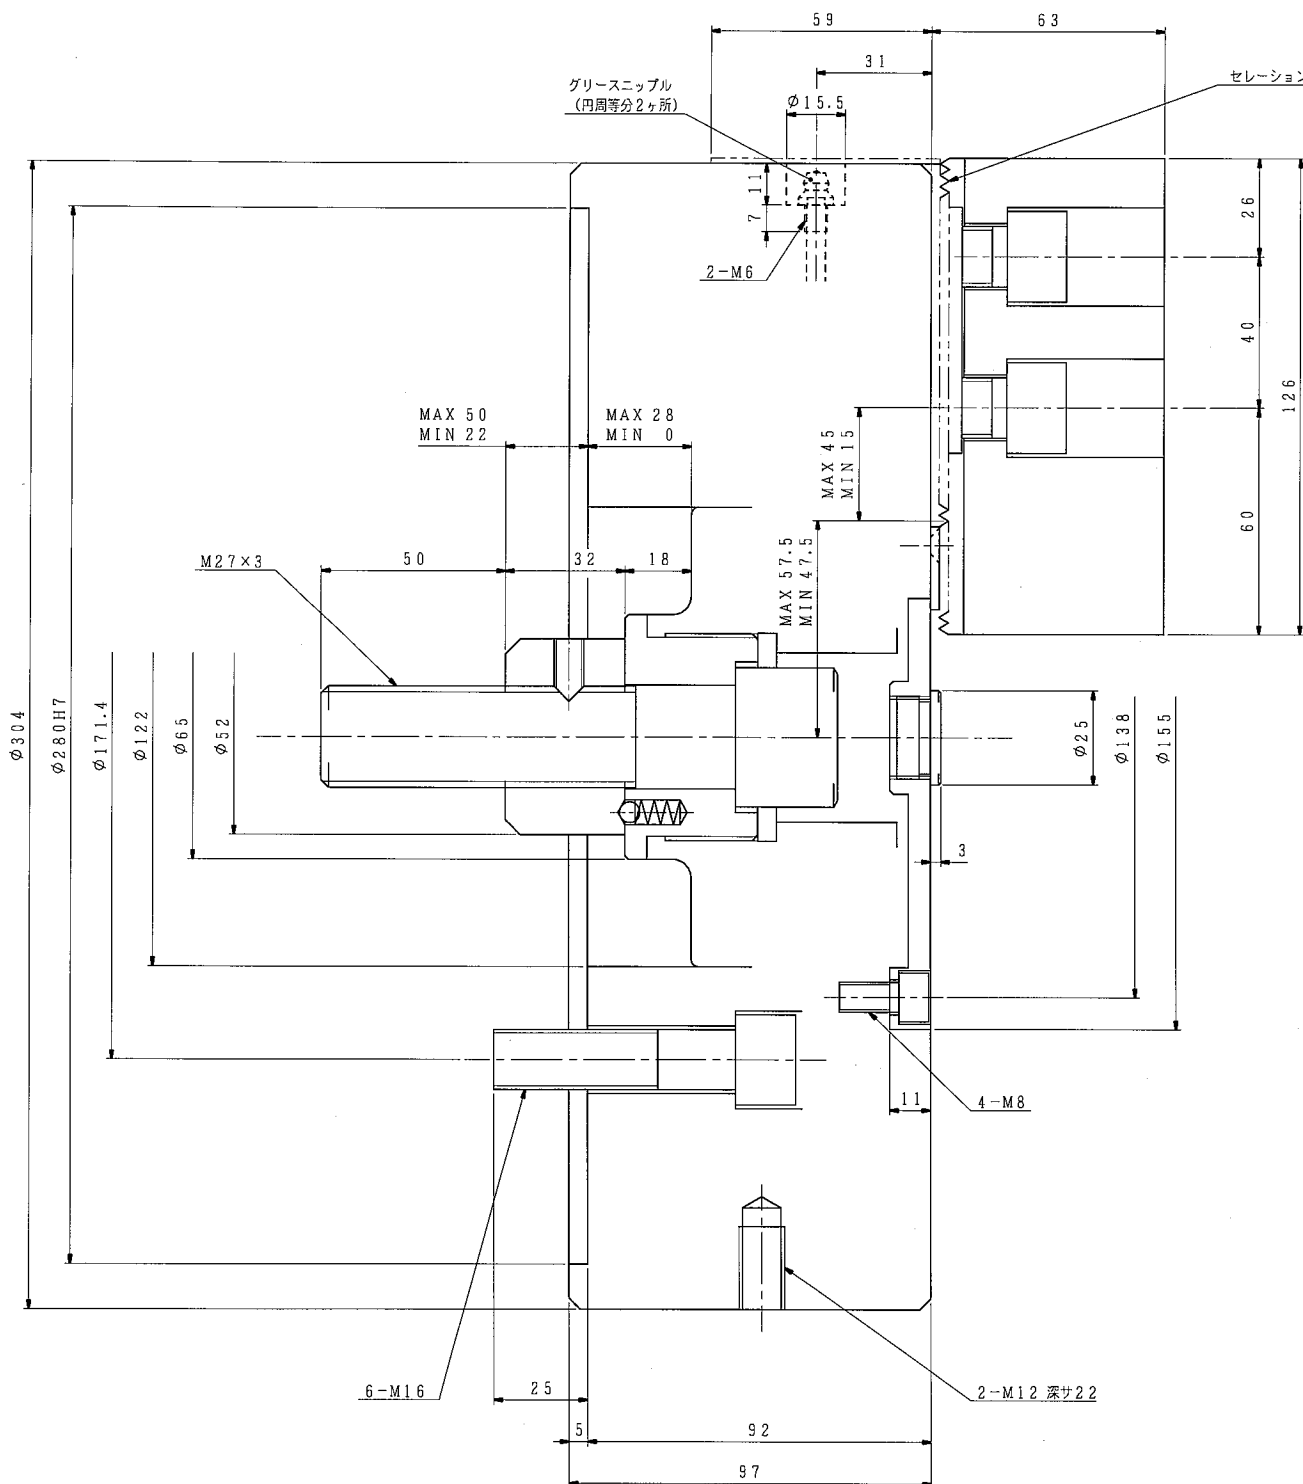 59
63
31
グリースニップル
(円周等分2ヶ所)
セレーション
φ15.5
11
7
26
2-M6
40
126
MAX 50
MIN 22
MAX 28
MIN 0
MAX 45
MIN 15
60
M27×3
50
32
18
MAX 57.5
MIN 47.5
φ304
φ280H7
φ171.4
φ122
φ65
φ52
φ25
φ138
φ155
3
11
4-M8
6-M16
25
2-M12 深サ22
5
92
97